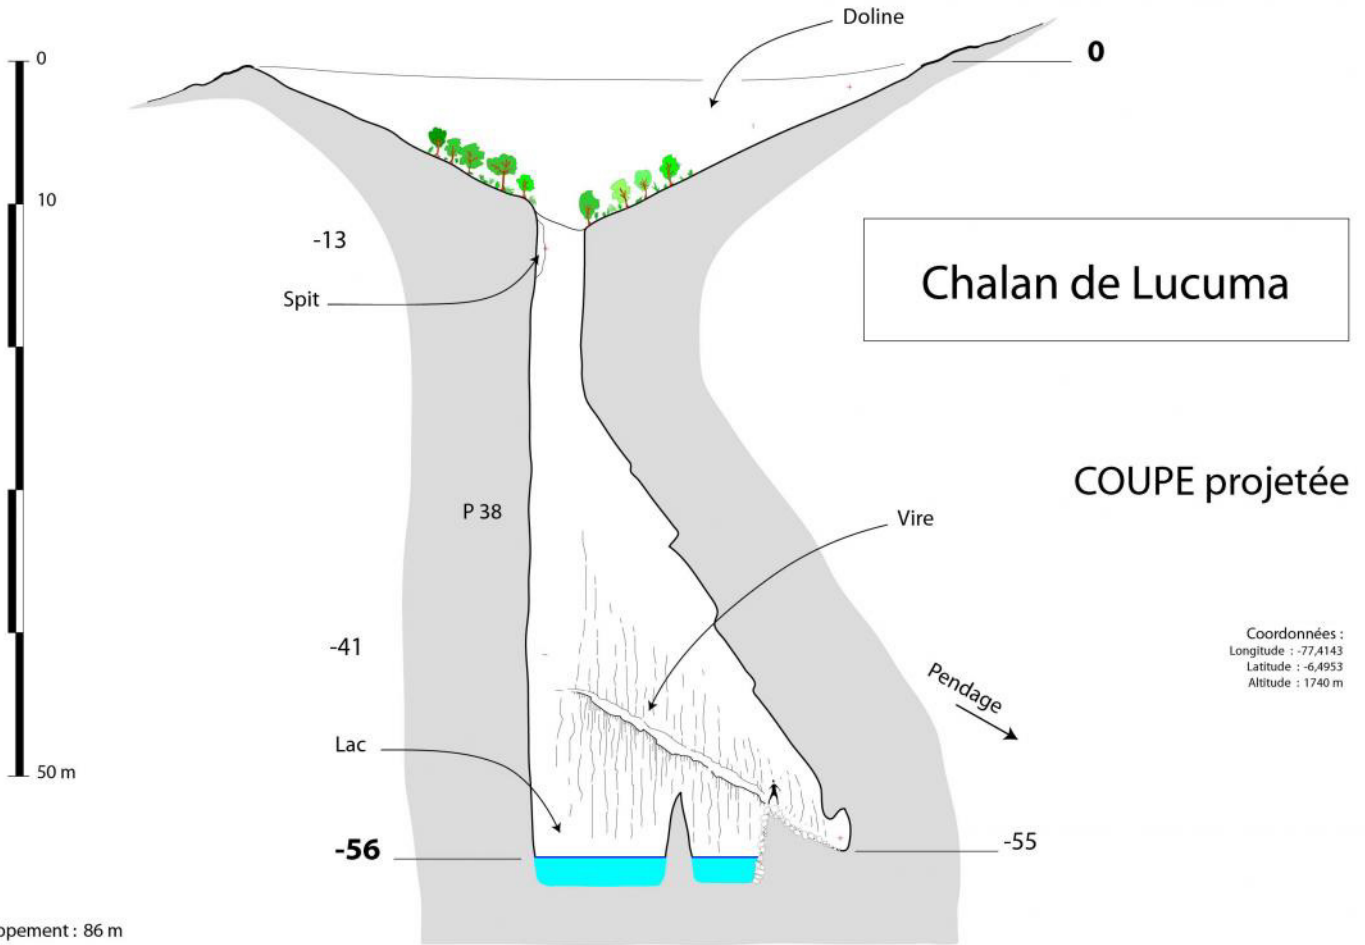 Doline
0
0
10
-13
Spit
Chalan de Lucuma
COUPE projetée
P 38
Vire
-41
Coordonnées :
Longitude : -77,4143
Latitude : -6,4953
Altitude : 1740 m
Pendage
Lac
50 m
-56
-55
ppement : 86 m